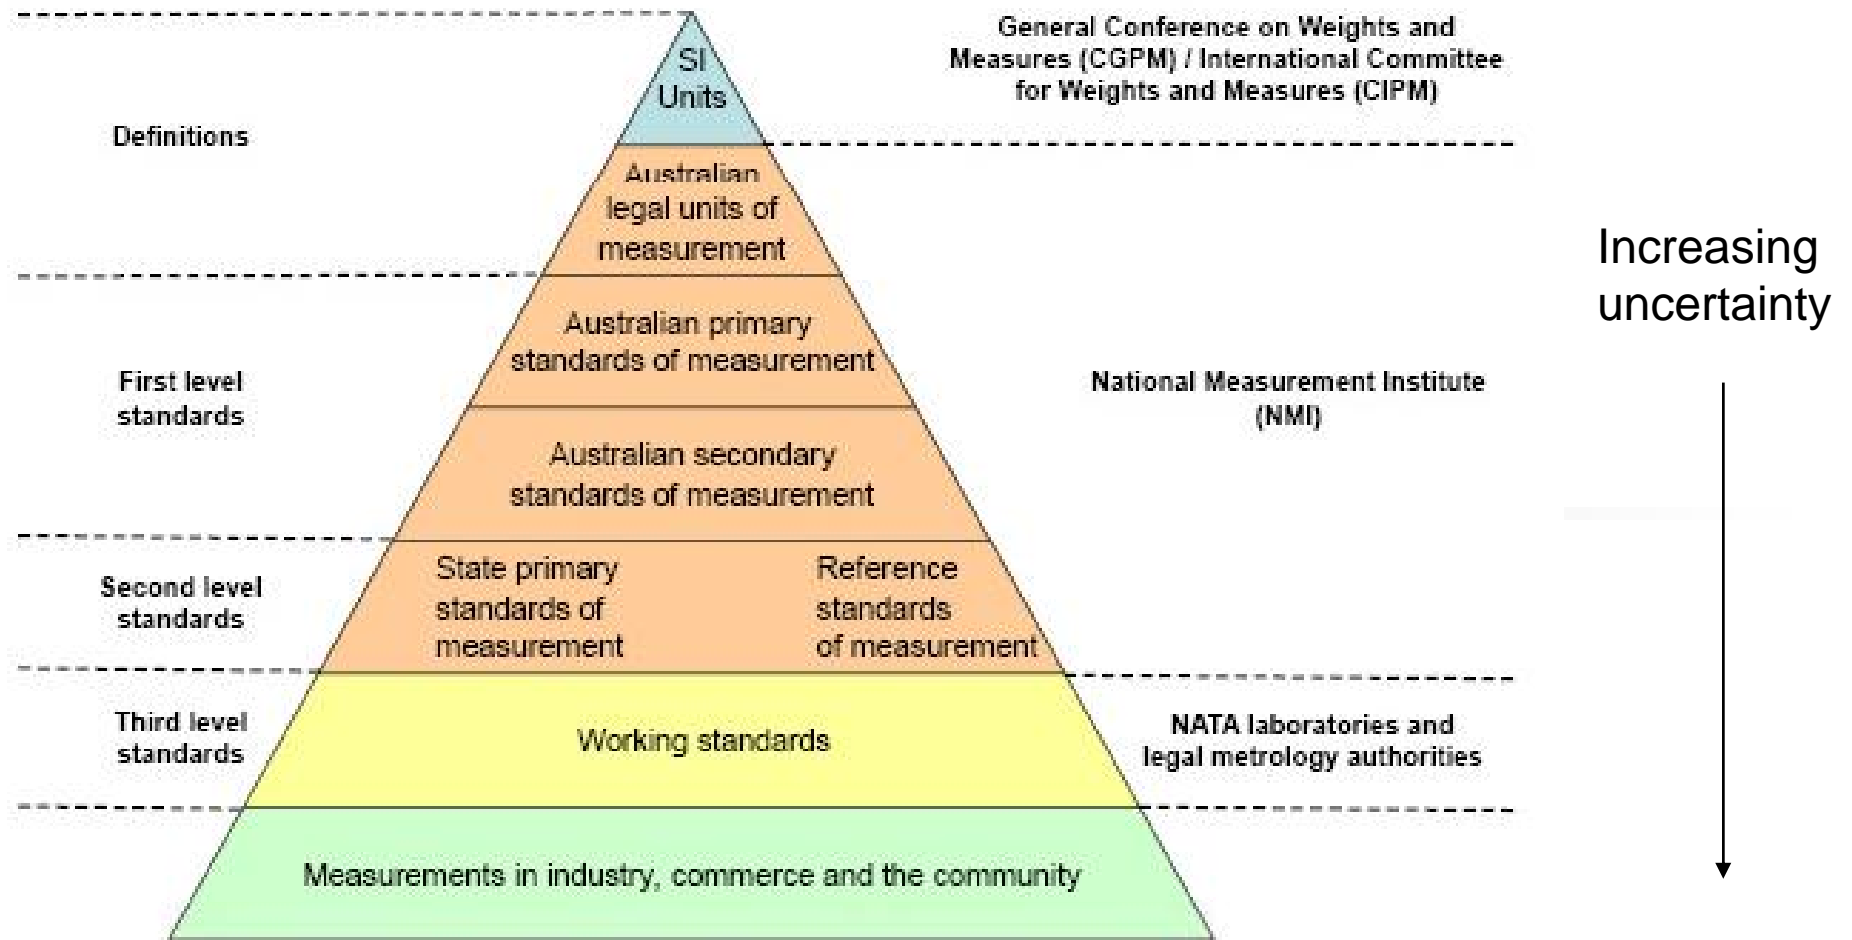 General Conference on Weights and
Measures (CGPM) / International Committee
for Weights and Measures (CIPM)
SI
Units
Definitions
Australian
legal units of
measurement
Increasing
uncertainty
Australian primary
standards of measurement
First level
standards
National Measurement Institute
(NMI)
Australian secondary
standards of measurement
Second level
standards
State primary
standards of
measurement
Reference
standards
of measurement
Third level
standards
Working standards
NATA laboratories and
legal metrology authorities
Measurements in industry, commerce and the community